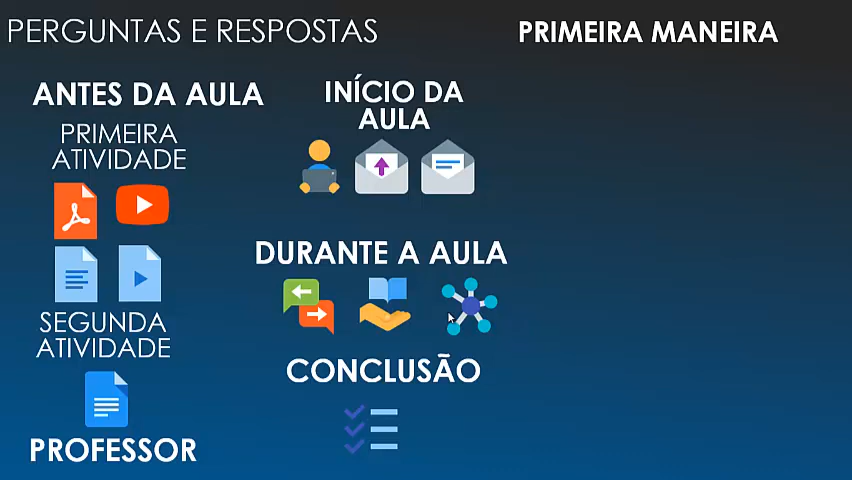 PERGUNTAS E RESPOSTAS
PRIMEIRA MANEIRA
ANTES DA AULA
PRIMEIRA
ATIVIDADE
SEGUNDA
ATIVIDADE
PROFESSOR
INÍCIO DA
AULA
DURANTE A AULA
CONCLUSÃO